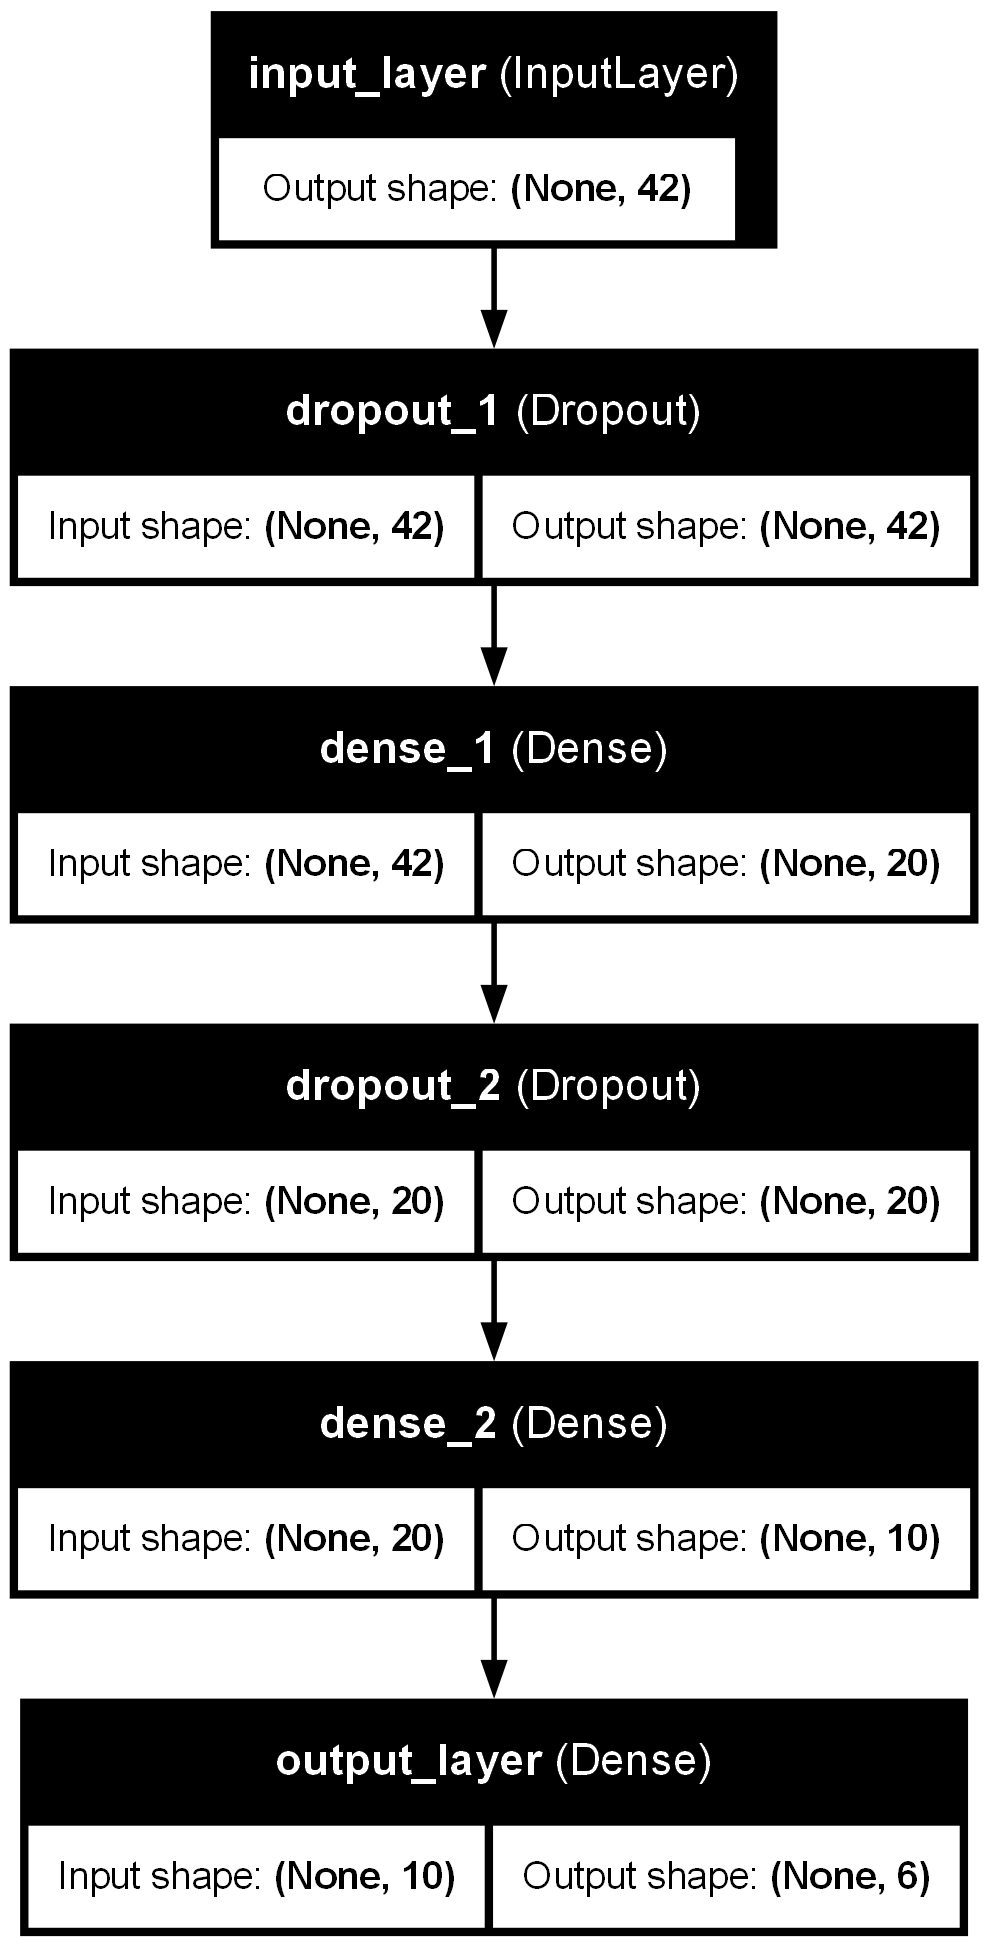 input_layer (InputLayer)
Output shape: (None, 42)
dropout_1 (Dropout)
Input shape: (None, 42) Output shape: (None, 42)
dense_1 (Dense)
Input shape: (None, 42) Output shape: (None, 20)
dropout_2 (Dropout)
Input shape: (None, 20) Output shape: (None, 20)
dense_2 (Dense)
Input shape: (None, 20) Output shape: (None, 10)
output_layer (Dense)
Input shape: (None, 10) Output shape: (None, 6)